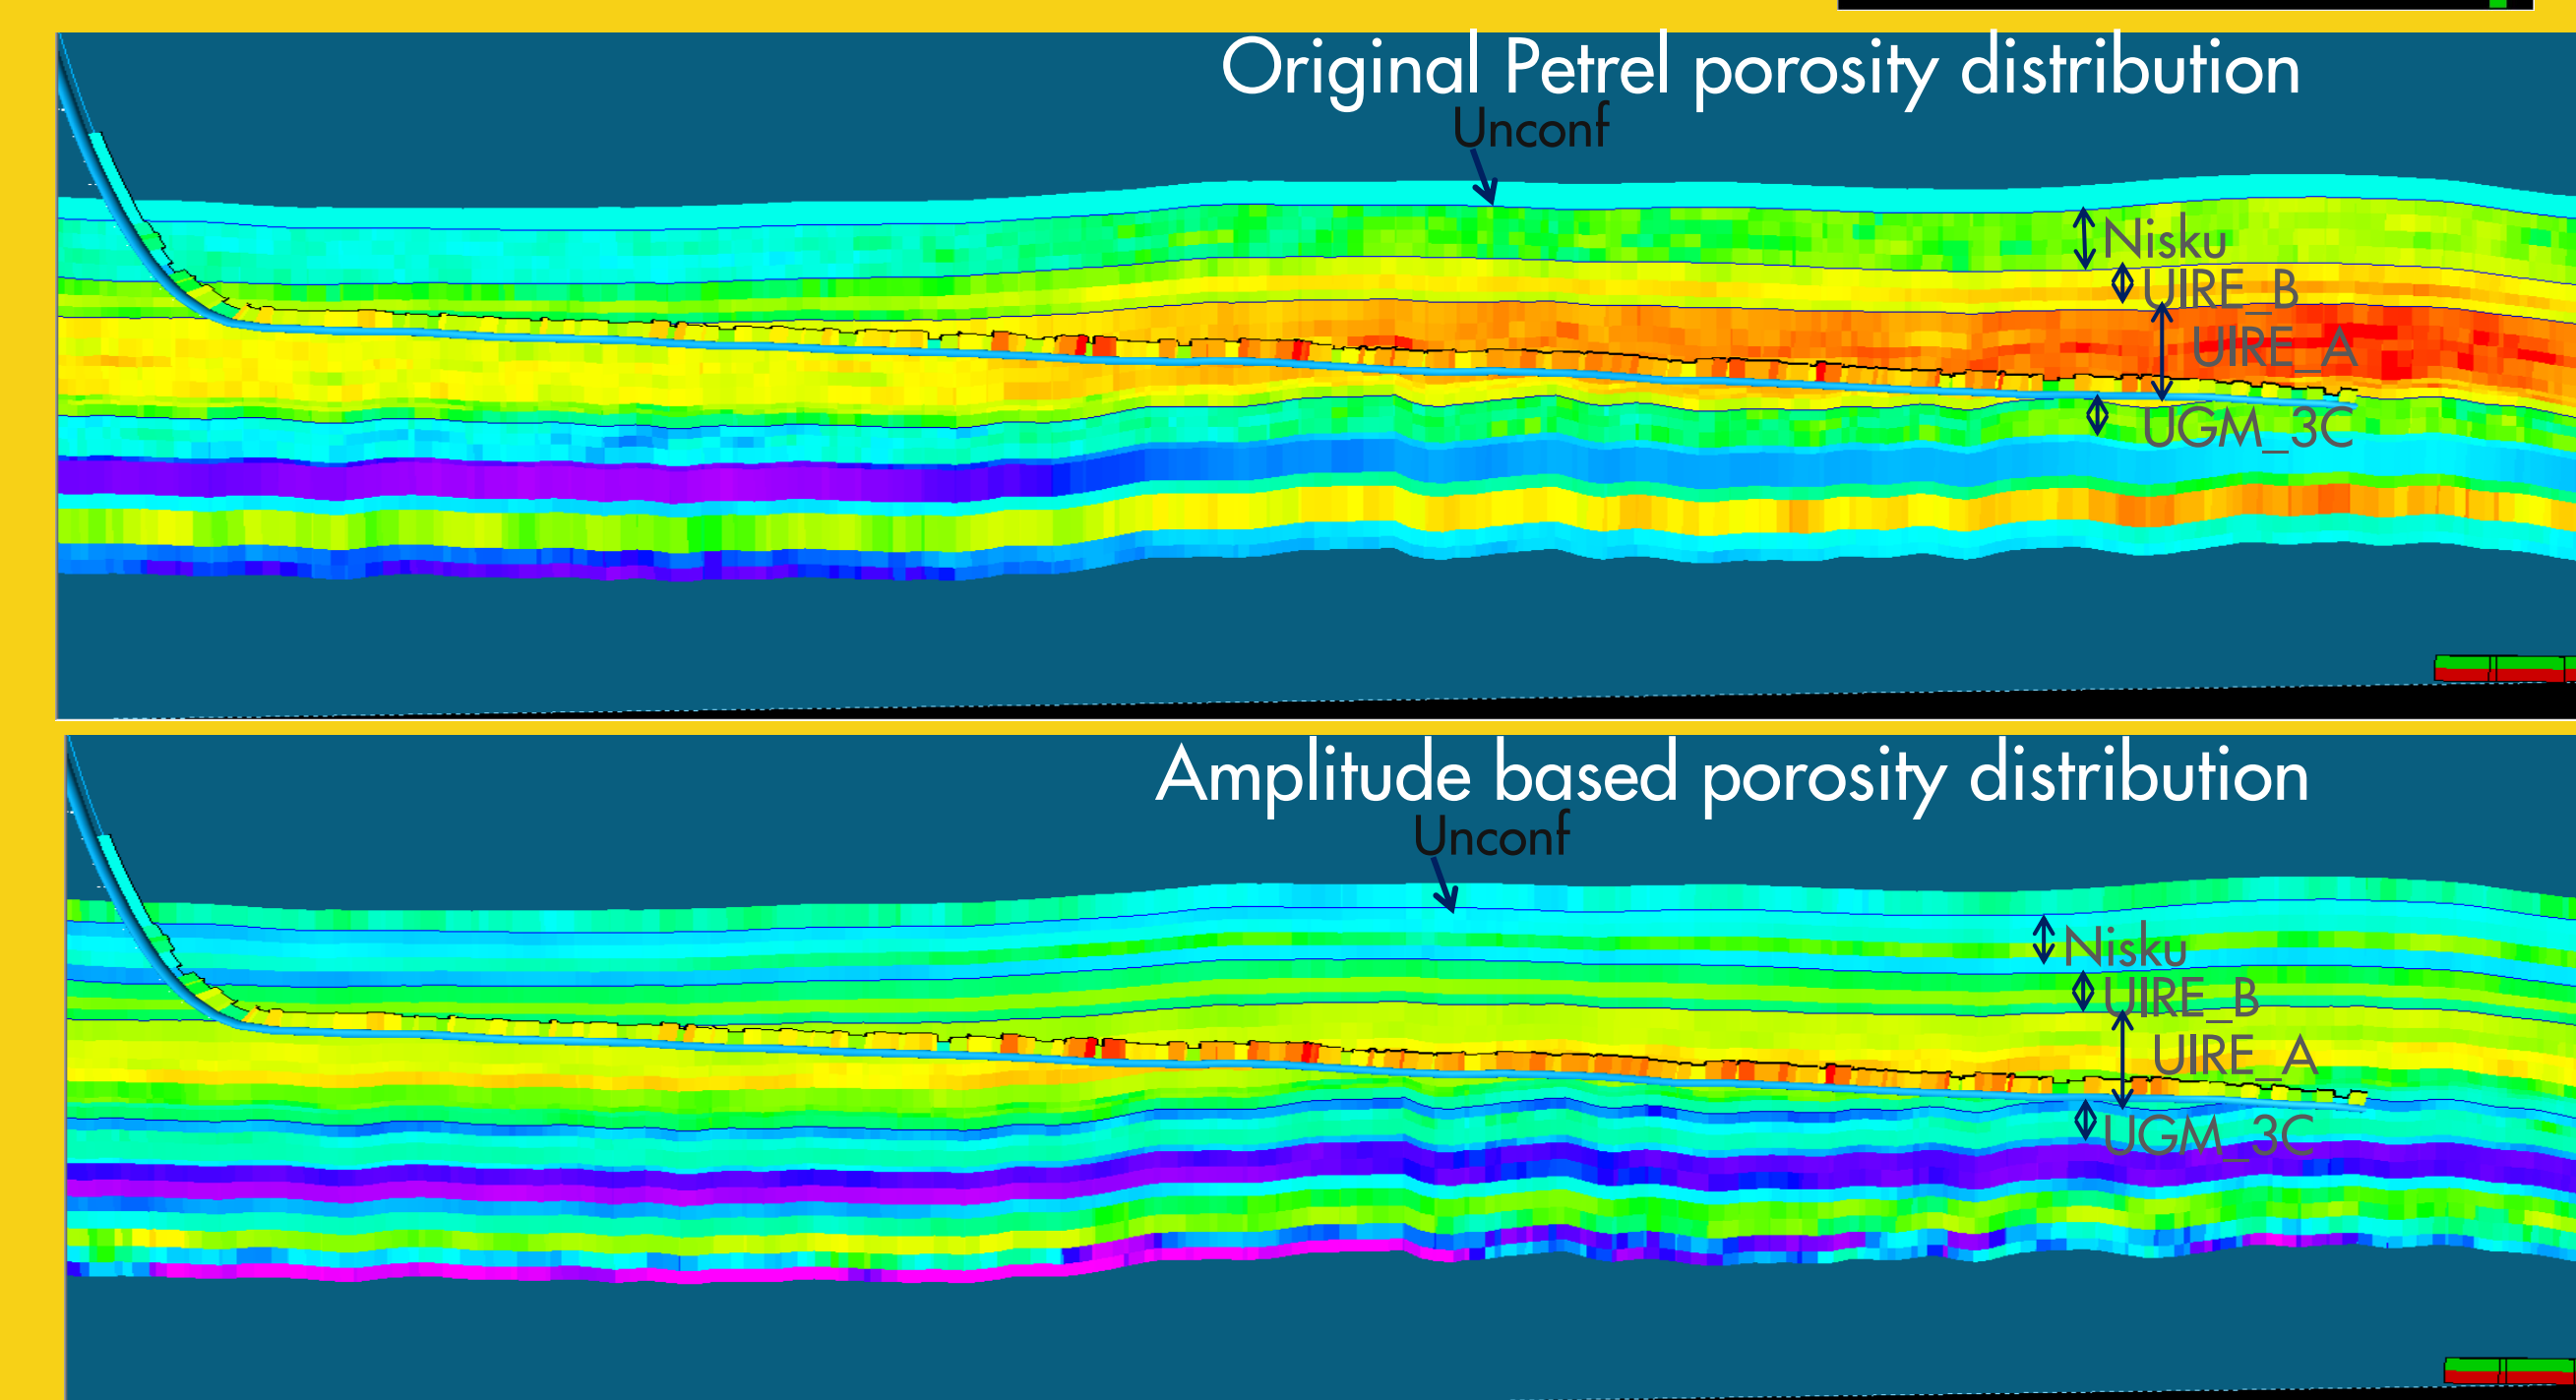 Original Petrel porosity distribution
Unconf
Nisku
UIRE_B
UIRE_A
UGM_3C
Amplitude based porosity distribution
Unconf
Nisku
UIRE_B
UIRE_A
UGM_3C